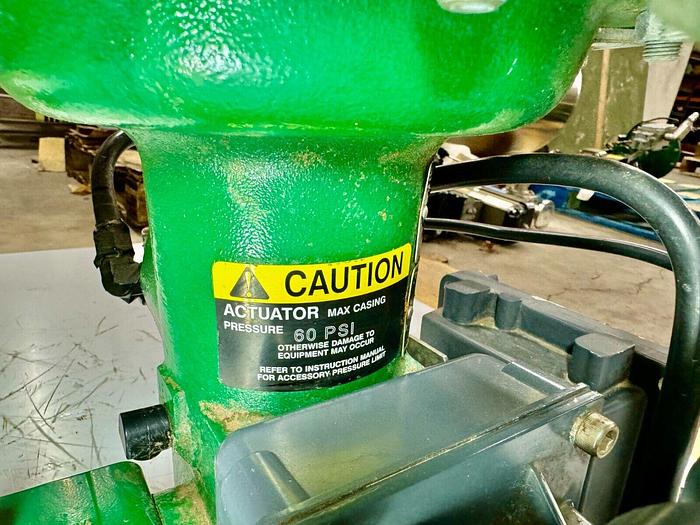 CAUTION
ACTUATOR MAX CASING
PRESSURE 60 PSI
OTHERWISE DAMAGE TO
EQUIPMENT MAY OCCUR
REFER TO INSTRUCTION MANUAL
FOR ACCESSORY PRESSURE LIMIT